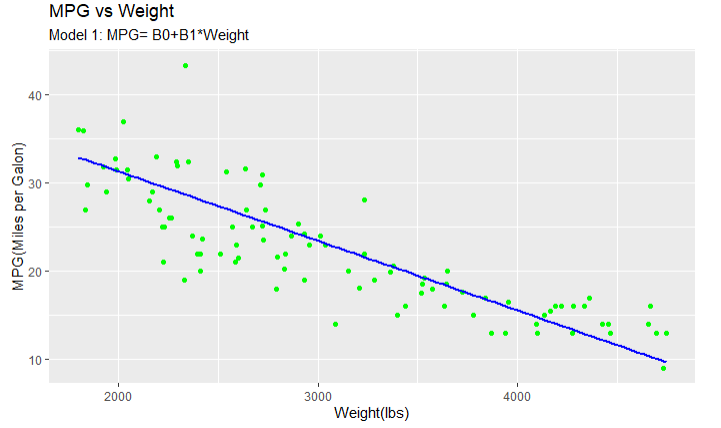 MPG vs Weight
Model 1: MPG= B0+B1*Weight
MPG(Miles per Galon)
40
30
20
10
2000
3000
4000
Weight(lbs)